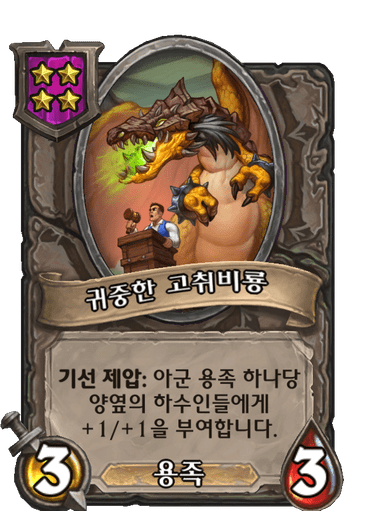 귀중한 고취비룡
기선 제압: 아군 용족 하나당
양옆의 하수인들에게
+1/+1을 부여합니다.
3
용족
3